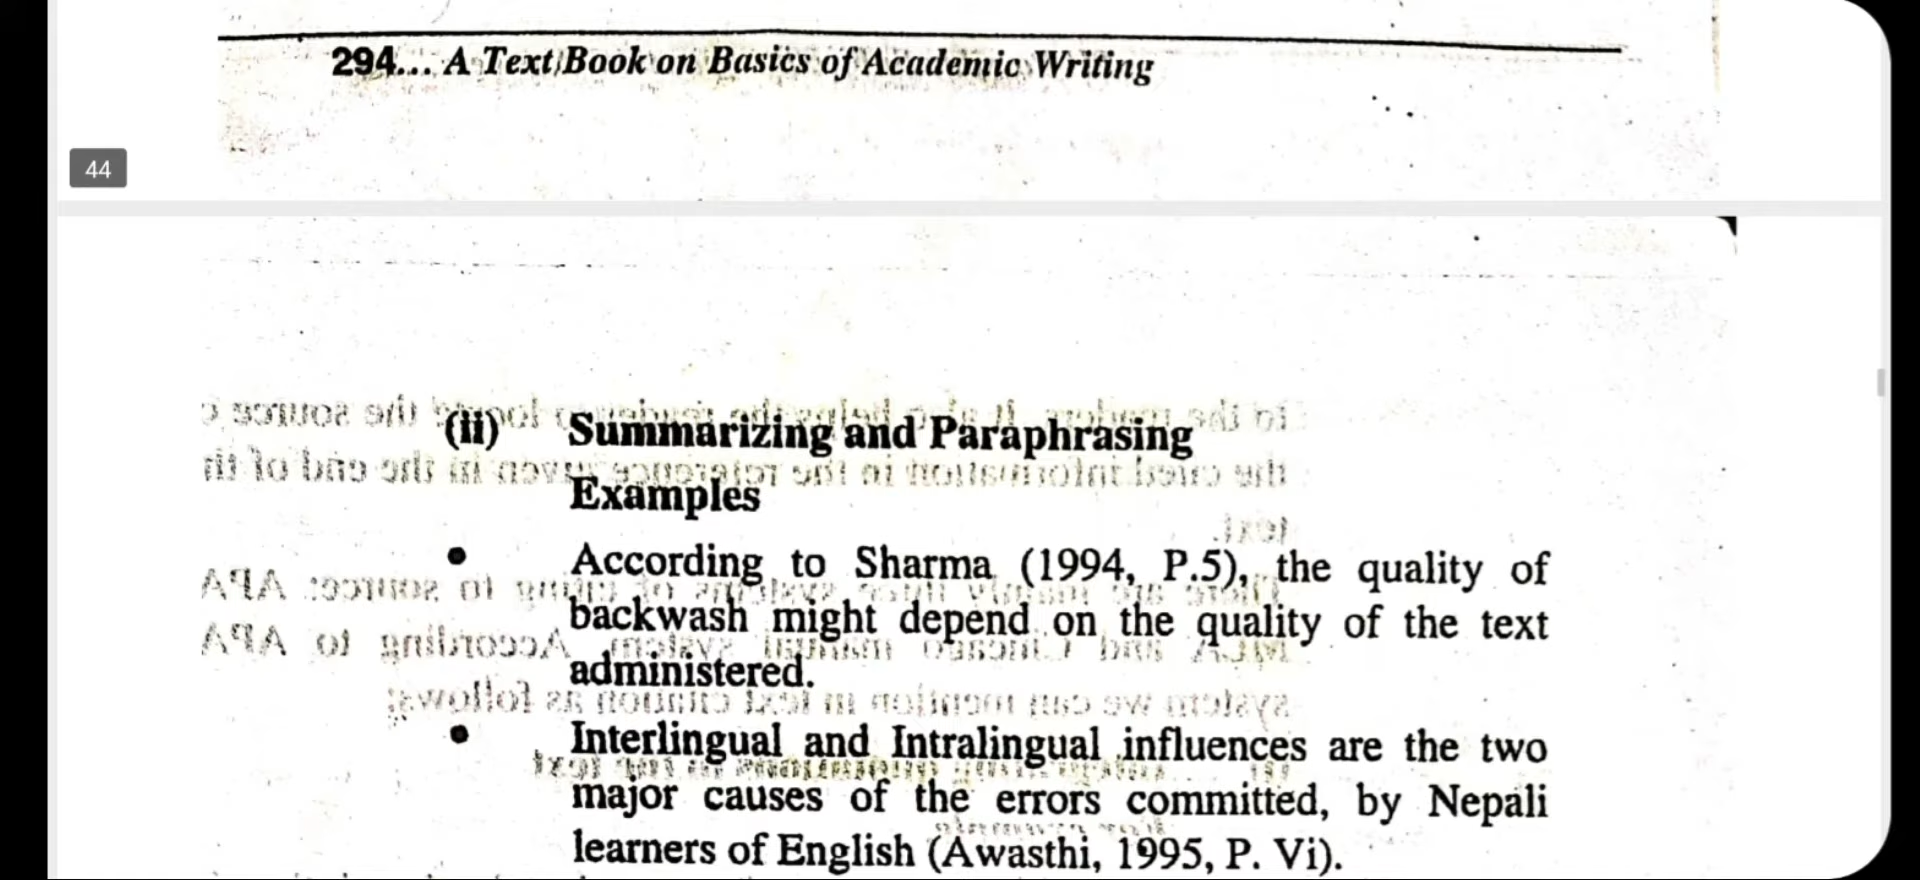 294... A Text Book on Basics of Academic Writing
44
(ii) Summarizing and Paraphrasing
Examples
• According to Sharma (1994, P.5), the quality of
backwash might depend on the quality of the text
administered.
• Interlingual and Intralingual influences are the two
major causes of the errors committed, by Nepali
learners of English (Awasthi, 1995, P. Vi).